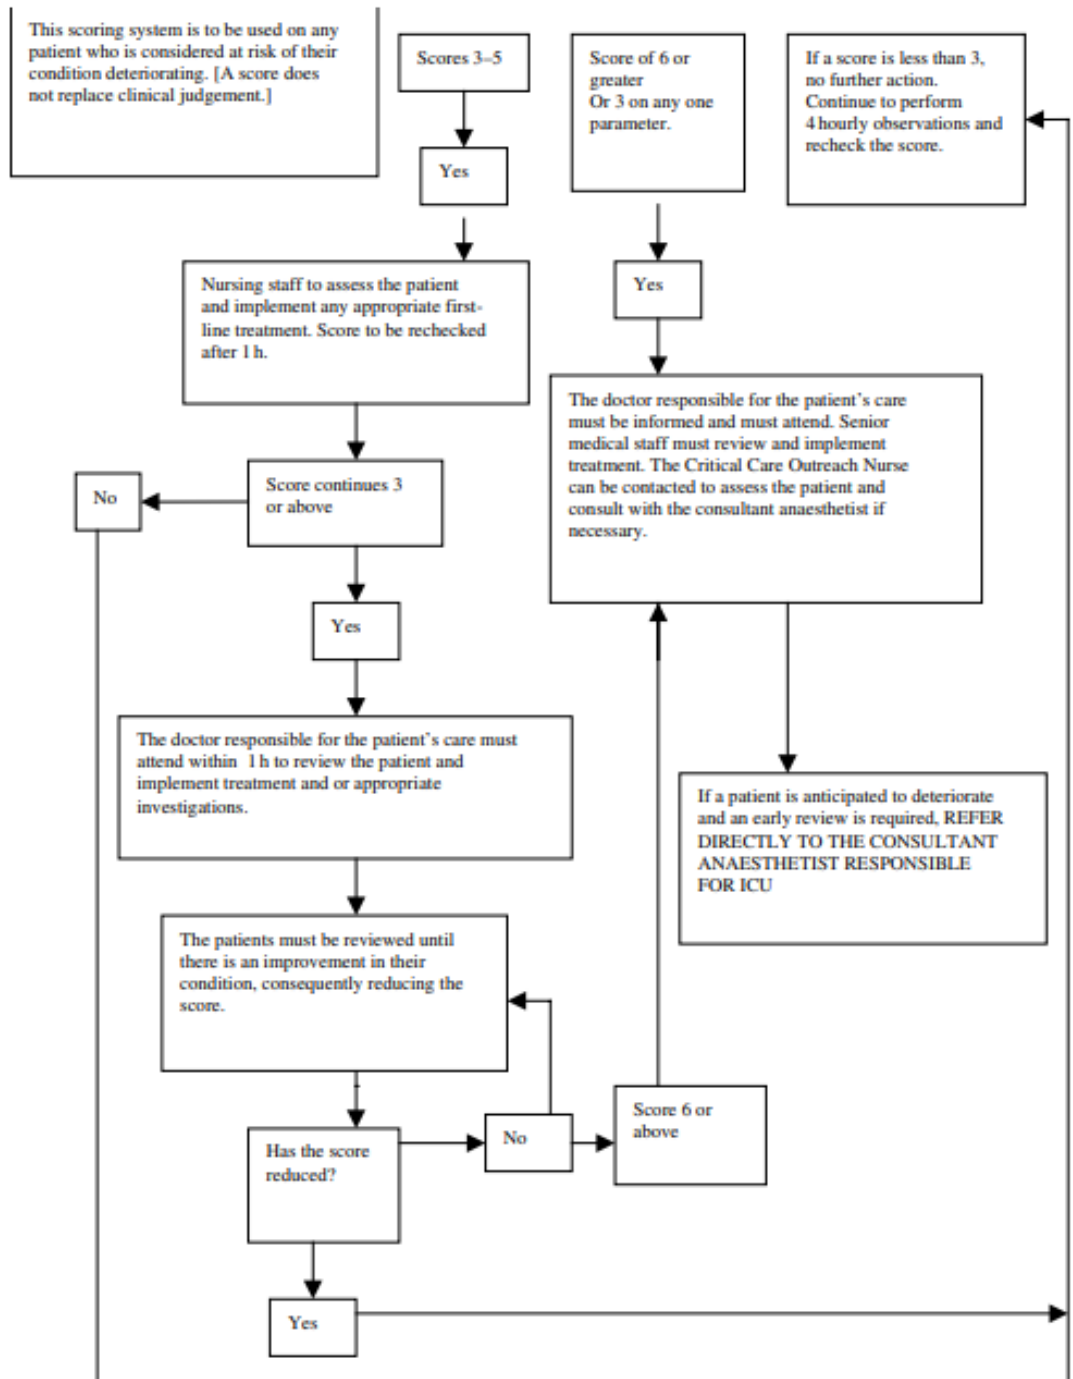 This scoring system is to be used on any
patient who is considered at risk of their
condition deteriorating. [A score does
not replace clinical judgement.]
Scores 3–5
Score of 6 or
greater
Or 3 on any one
parameter.
If a score is less than 3,
no further action.
Continue to perform
4 hourly observations and
recheck the score.
Yes
Yes
Nursing staff to assess the patient
and implement any appropriate first-
line treatment. Score to be rechecked
after 1 h.
The doctor responsible for the patient's care
must be informed and must attend. Senior
medical staff must review and implement
treatment. The Critical Care Outreach Nurse
can be contacted to assess the patient and
consult with the consultant anaesthetist if
necessary.
No
Score continues 3
or above
Yes
The doctor responsible for the patient's care must
attend within 1 h to review the patient and
implement treatment and or appropriate
investigations.
If a patient is anticipated to deteriorate
and an early review is required, REFER
DIRECTLY TO THE CONSULTANT
ANAESTHETIST RESPONSIBLE
FOR ICU
The patients must be reviewed until
there is an improvement in their
condition, consequently reducing the
score.
Has the score
reduced?
No
Score 6 or
above
Yes